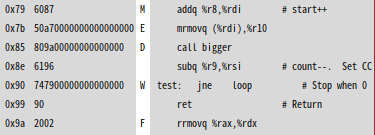 0x79 6087 M addq %r8,%rdi # start++
0x7b 50a70000000000000000 E mrmovq (%rdi),%r10
0x85 809a00000000000000 D call bigger
0x8e 6196 subq %r9,%rsi # count--. Set CC
0x90 747900000000000000 W test: jne loop # Stop when 0
0x99 90 ret # Return
0x9a 2002 F rrmovq %rax,%rdx